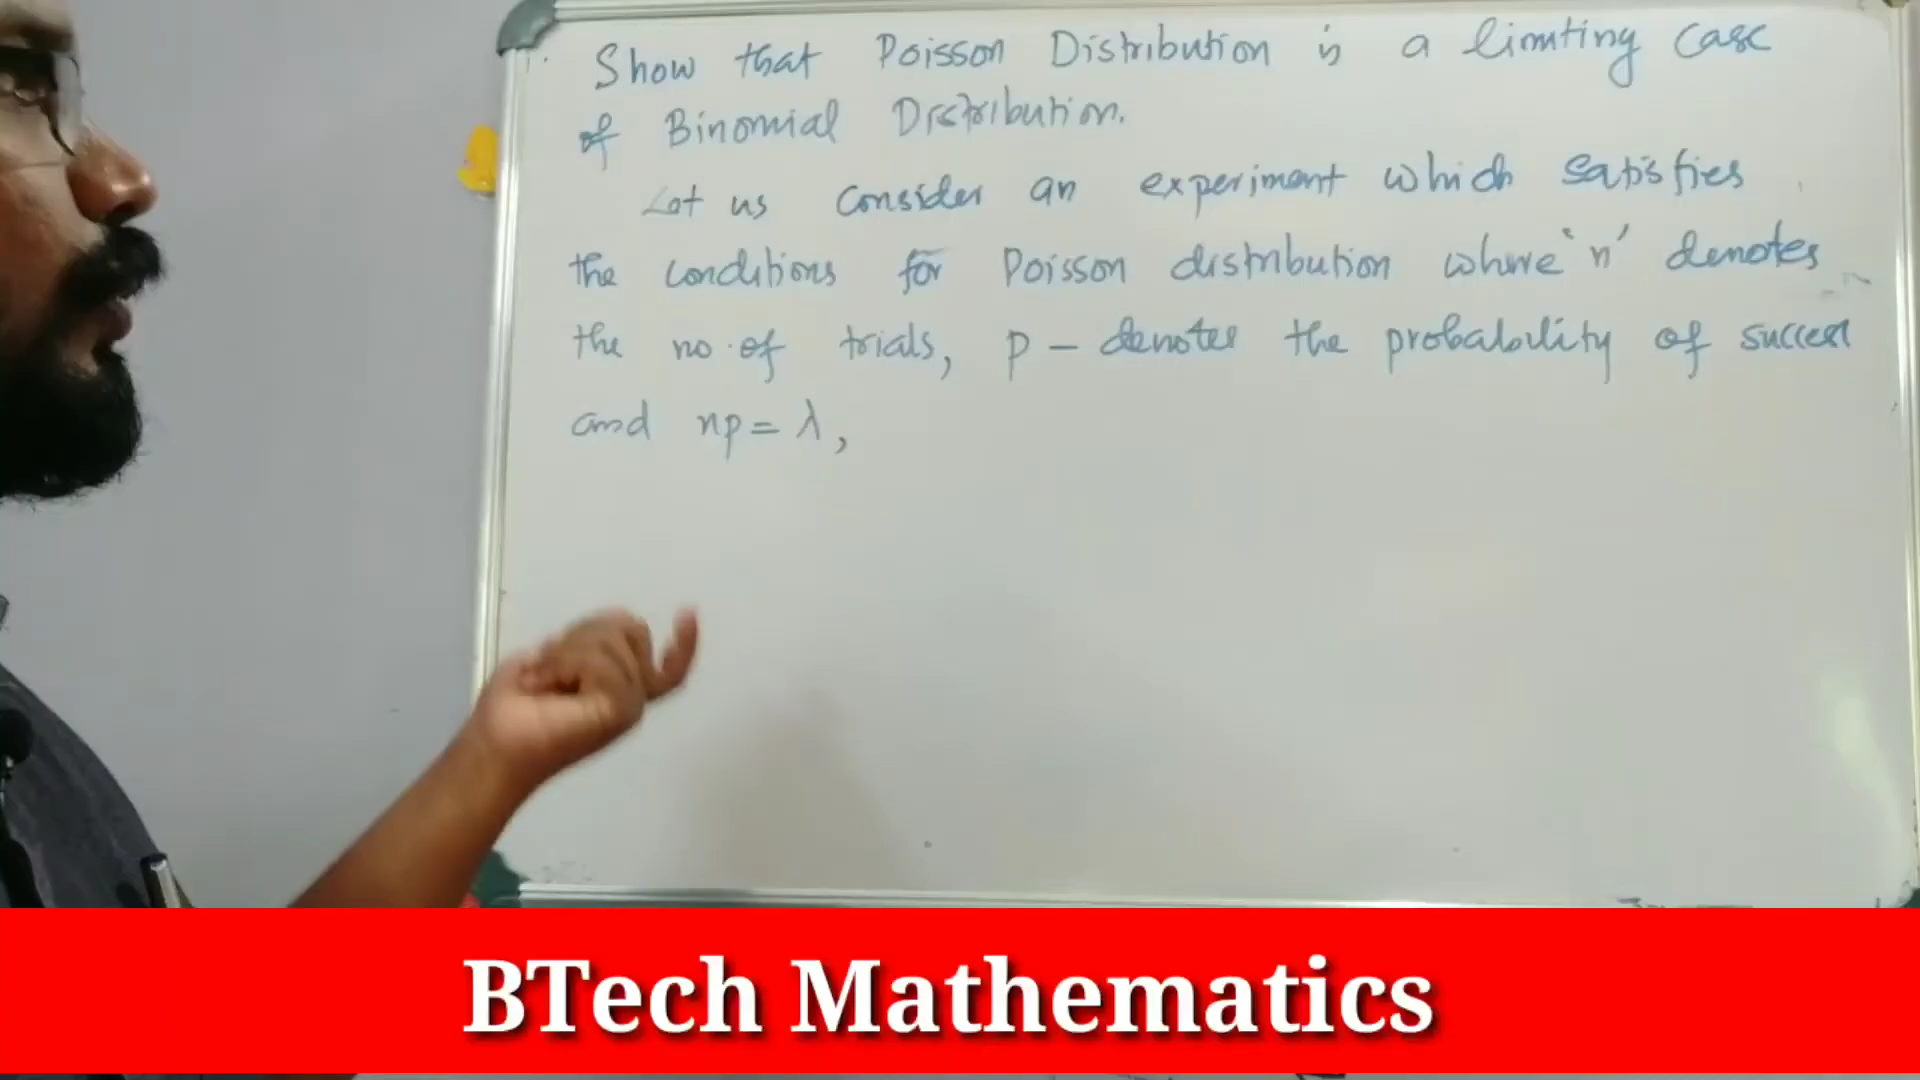 Show that Poisson Distribution is a limiting case
of Binomial Distribution.
Let us consider an experiment which satisfies
the conditions for Poisson distribution where 'n' denotes
the no. of trials, p - denotes the probability of success
and np = λ,
BTech Mathematics